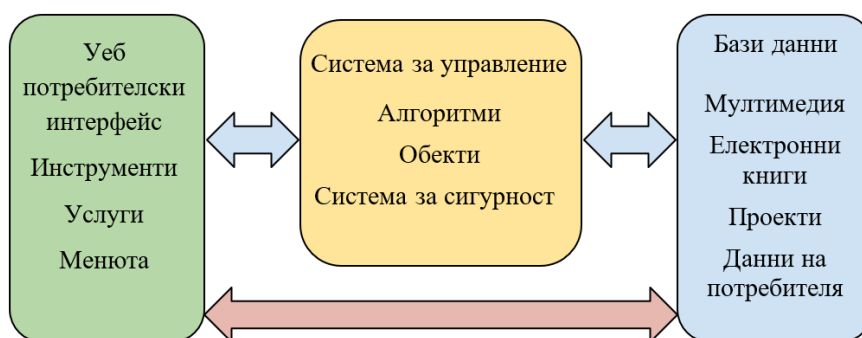 Уеб
потребителски
интерфейс
Инструменти
Услуги
Менюта
Система за управление
Алгоритми
Обекти
Система за сигурност
Бази данни
Мултимедия
Електронни
книги
Проекти
Данни на
потребителя